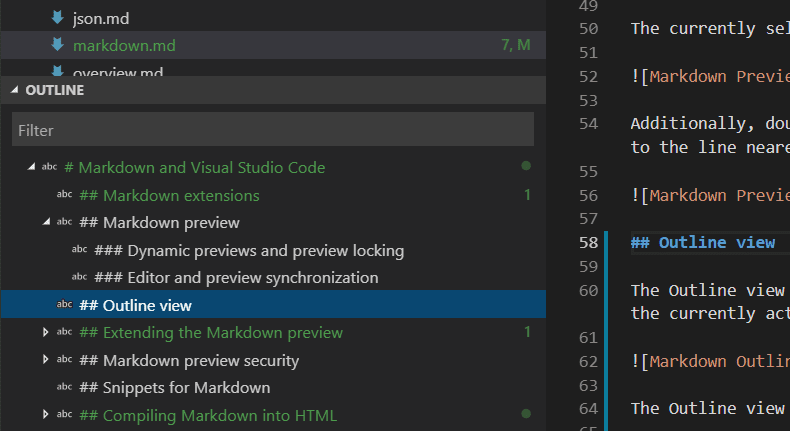 json.md
markdown.md 7, M
overview.md
OUTLINE
Filter
abc # Markdown and Visual Studio Code
abc ## Markdown extensions 1
abc ## Markdown preview
abc ### Dynamic previews and preview locking
abc ### Editor and preview synchronization
abc ## Outline view
abc ## Extending the Markdown preview 1
abc ## Markdown preview security
abc ## Snippets for Markdown
abc ## Compiling Markdown into HTML
49
50 The currently sel
51
52 ![Markdown Previe
53
54 Additionally, dou
to the line neare
55
56 ![Markdown Previe
57
58 ## Outline view
59
60 The Outline view
the currently act
61
62 ![Markdown Outlin
63
64 The Outline view
65